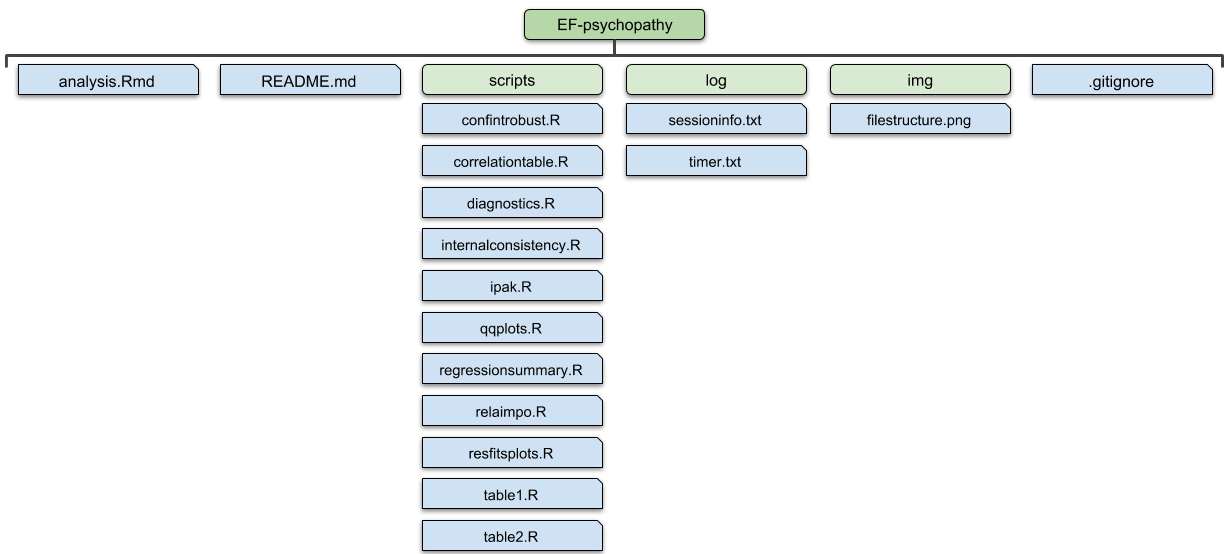 EF-psychopathy
analysis.Rmd
README.md
scripts
log
img
.gitignore
confintrobust.R
sessioninfo.txt
filestructure.png
correlationtable.R
timer.txt
diagnostics.R
internalconsistency.R
ipak.R
qqplots.R
regressionsummary.R
relaimpo.R
resfitsplots.R
table1.R
table2.R